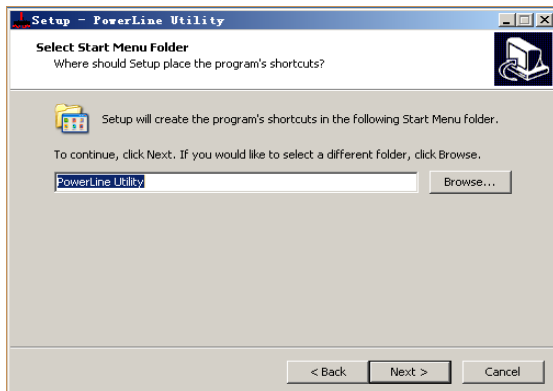 Setup - PowerLine Utility
Select Start Menu Folder
Where should Setup place the program's shortcuts?
Setup will create the program's shortcuts in the following Start Menu folder.
To continue, click Next. If you would like to select a different folder, click Browse.
PowerLine Utility
Browse...
< Back
Next >
Cancel